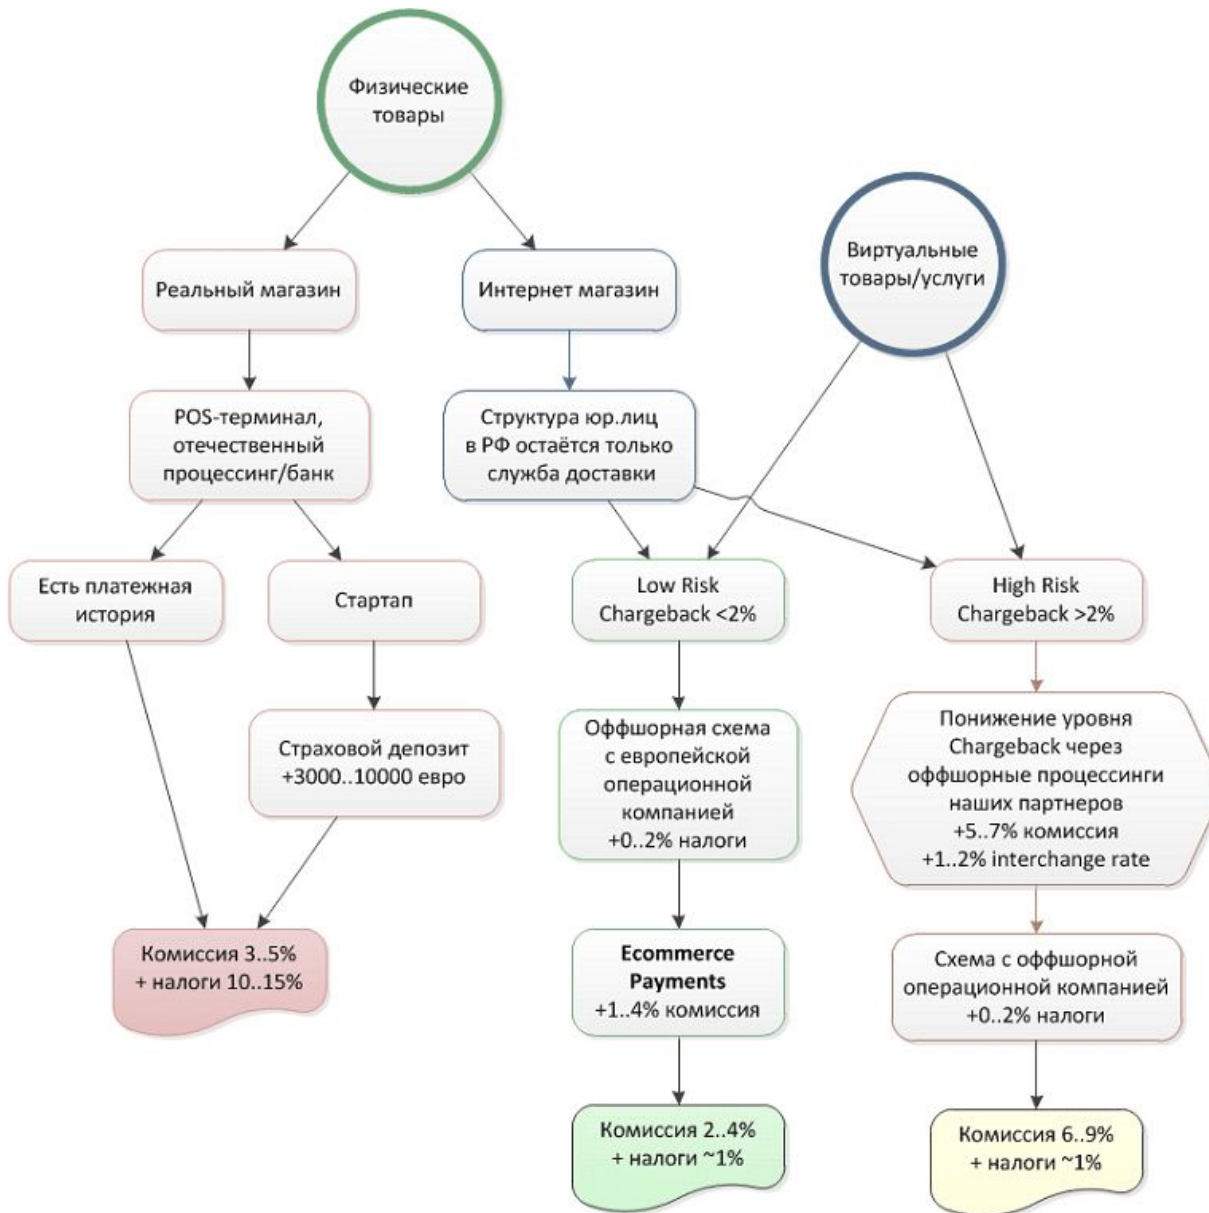 Физические
товары
Виртуальные
товары/услуги
Реальный магазин
Интернет магазин
POS-терминал,
отечественный
процессинг/банк
Структура юр.лиц
в РФ остаётся только
служба доставки
Есть платежная
история
Стартап
Low Risk
Chargeback <2%
High Risk
Chargeback >2%
Страховой депозит
+3000..10000 евро
Оффшорная схема
с европейской
операционной
компанией
+0..2% налоги
Понижение уровня
Chargeback через
оффшорные процессинги
наших партнеров
+5..7% комиссия
+1..2% interchange rate
Комиссия 3..5%
+ налоги 10..15%
Ecommerce
Payments
+1..4% комиссия
Схема с оффшорной
операционной компанией
+0..2% налоги
Комиссия 2..4%
+ налоги ~1%
Комиссия 6..9%
+ налоги ~1%